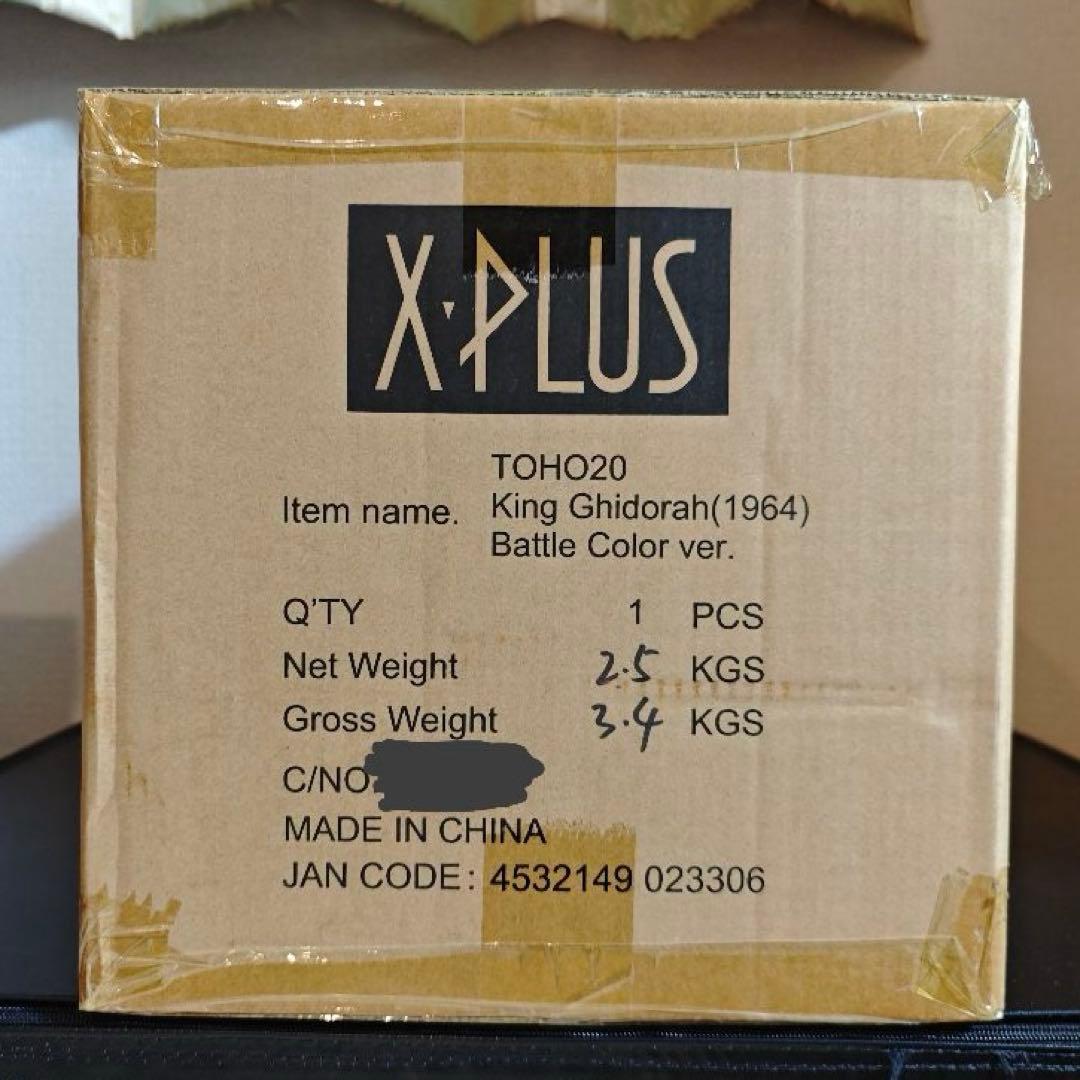 X·PLUS
TOHO20
Item name. King Ghidorah(1964)
Battle Color ver.
Q'TY 1 PCS
Net Weight 2.5 KGS
Gross Weight 3.4 KGS
C/NO
MADE IN CHINA
JAN CODE: 4532149 023306